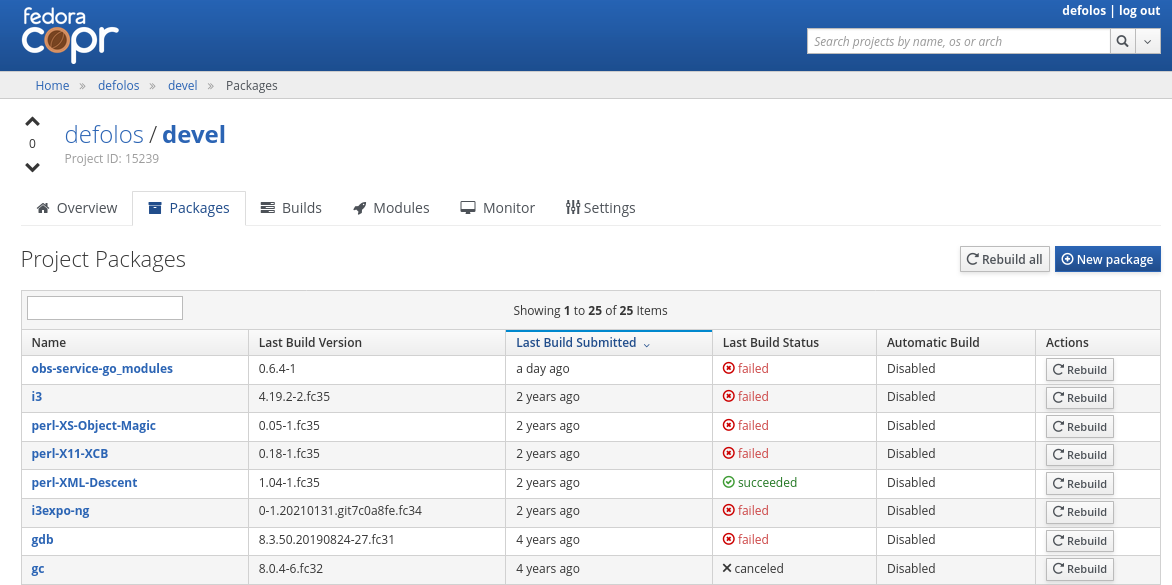 defolos | log out
fedora
copr
Search projects by name, os or arch
Home » defolos » devel » Packages
0
defolos / devel
Project ID: 15239
Overview Packages Builds Modules Monitor Settings
Project Packages Rebuild all New package
Showing 1 to 25 of 25 Items
Name Last Build Version Last Build Submitted Last Build Status Automatic Build Actions
obs-service-go_modules 0.6.4-1 a day ago failed Disabled Rebuild
i3 4.19.2-2.fc35 2 years ago failed Disabled Rebuild
perl-XS-Object-Magic 0.05-1.fc35 2 years ago failed Disabled Rebuild
perl-X11-XCB 0.18-1.fc35 2 years ago failed Disabled Rebuild
perl-XML-Descent 1.04-1.fc35 2 years ago succeeded Disabled Rebuild
i3expo-ng 0-1.20210131.git7c0a8fe.fc34 2 years ago failed Disabled Rebuild
gdb 8.3.50.20190824-27.fc31 4 years ago failed Disabled Rebuild
gc 8.0.4-6.fc32 4 years ago canceled Disabled Rebuild